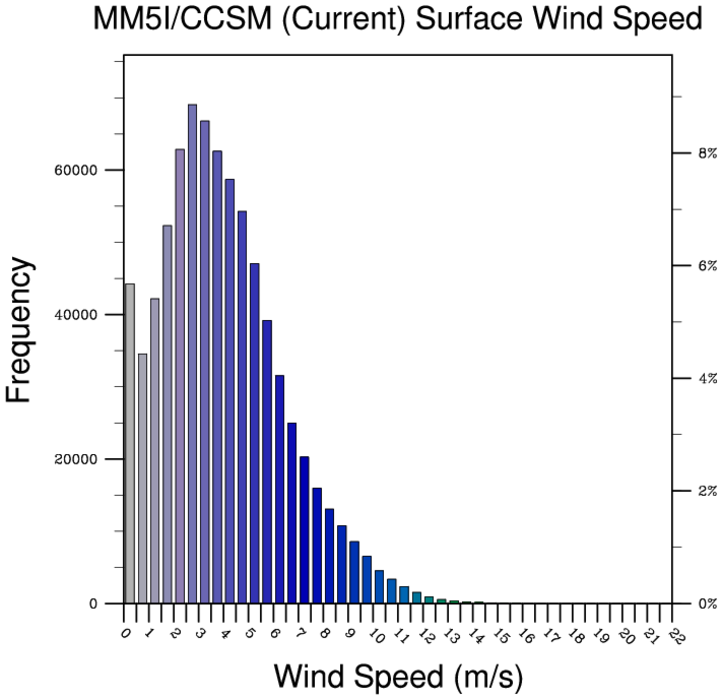 MM5I/CCSM (Current) Surface Wind Speed
60000
40000
20000
0
8%
6%
4%
2%
0%
Frequency
0 1 2 3 4 5 6 7 8 9 10 11 12 13 14 15 16 17 18 19 20 21 22
Wind Speed (m/s)